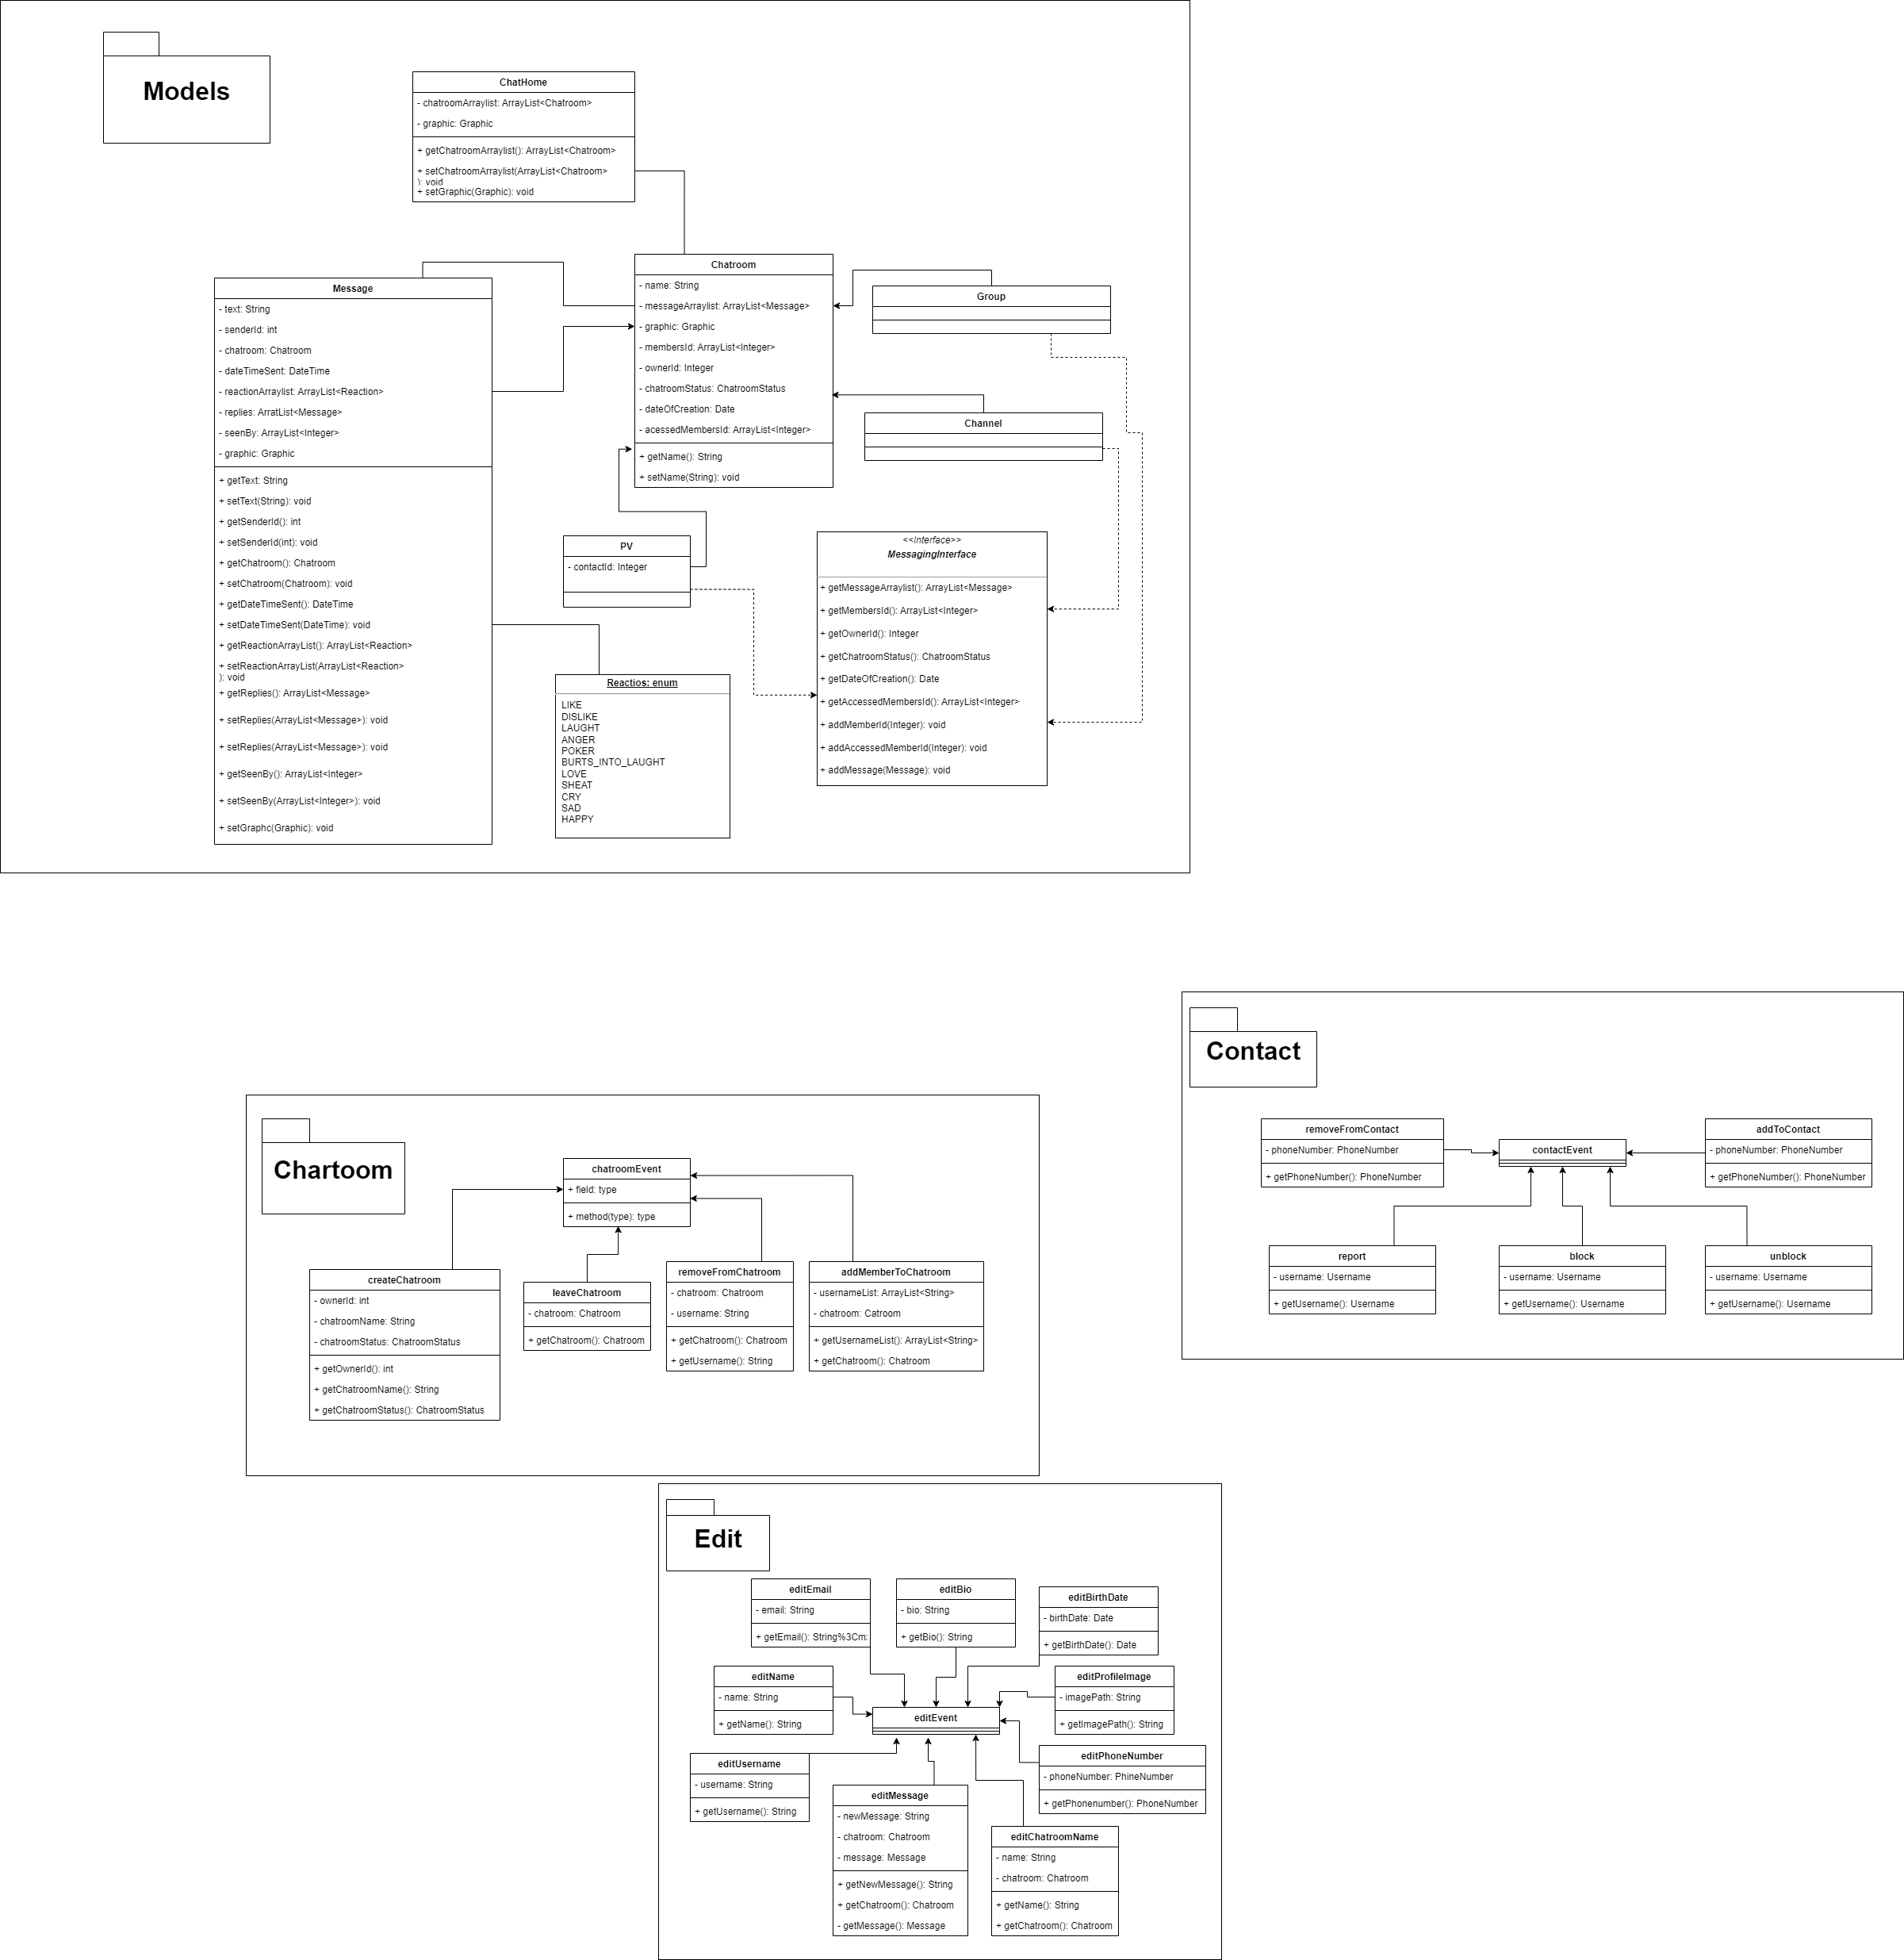 Models
ChatHome
- chatroomArraylist: ArrayList<Chatroom>
- graphic: Graphic
+ getChatroomArraylist(): ArrayList<Chatroom>
+ setChatroomArraylist(ArrayList<Chatroom>
): void
+ setGraphic(Graphic): void
Message
- text: String
- senderId: int
- chatroom: Chatroom
- dateTimeSent: DateTime
- reactionArraylist: ArrayList<Reaction>
- replies: ArratList<Message>
- seenBy: ArrayList<Integer>
- graphic: Graphic
+ getText: String
+ setText(String): void
+ getSenderId(): int
+ setSenderId(int): void
+ getChatroom(): Chatroom
+ setChatroom(Chatroom): void
+ getDateTimeSent(): DateTime
+ setDateTimeSent(DateTime): void
+ getReactionArrayList(): ArrayList<Reaction>
+ setReactionArrayList(ArrayList<Reaction>
): void
+ getReplies(): ArrayList<Message>
+ setReplies(ArrayList<Message>): void
+ setReplies(ArrayList<Message>): void
+ getSeenBy(): ArrayList<Integer>
+ setSeenBy(ArrayList<Integer>): void
+ setGraphc(Graphic): void
Chatroom
- name: String
- messageArraylist: ArrayList<Message>
- graphic: Graphic
- membersId: ArrayList<Integer>
- ownerId: Integer
- chatroomStatus: ChatroomStatus
- dateOfCreation: Date
- acessedMembersId: ArrayList<Integer>
+ getName(): String
+ setName(String): void
Group
Channel
PV
- contactId: Integer
<<Interface>>
MessagingInterface
+ getMessageArraylist(): ArrayList<Message>
+ getMembersId(): ArrayList<Integer>
+ getOwnerId(): Integer
+ getChatroomStatus(): ChatroomStatus
+ getDateOfCreation(): Date
+ getAccessedMembersId(): ArrayList<Integer>
+ addMemberId(Integer): void
+ addAccessedMemberId(Integer): void
+ addMessage(Message): void
Reactios: enum
LIKE
DISLIKE
LAUGHT
ANGER
POKER
BURTS_INTO_LAUGHT
LOVE
SHEAT
CRY
SAD
HAPPY
Contact
removeFromContact
- phoneNumber: PhoneNumber
+ getPhoneNumber(): PhoneNumber
contactEvent
addToContact
- phoneNumber: PhoneNumber
+ getPhoneNumber(): PhoneNumber
report
- username: Username
+ getUsername(): Username
block
- username: Username
+ getUsername(): Username
unblock
- username: Username
+ getUsername(): Username
Chartoom
chatroomEvent
+ field: type
+ method(type): type
createChatroom
- ownerId: int
- chatroomName: String
- chatroomStatus: ChatroomStatus
+ getOwnerId(): int
+ getChatroomName(): String
+ getChatroomStatus(): ChatroomStatus
leaveChatroom
- chatroom: Chatroom
+ getChatroom(): Chatroom
removeFromChatroom
- chatroom: Chatroom
- username: String
+ getChatroom(): Chatroom
+ getUsername(): String
addMemberToChatroom
- usernameList: ArrayList<String>
- chatroom: Catroom
+ getUsernameList(): ArrayList<String>
+ getChatroom(): Chatroom
Edit
editEmail
- email: String
+ getEmail(): String%3Cm
editBio
- bio: String
+ getBio(): String
editBirthDate
- birthDate: Date
+ getBirthDate(): Date
editName
- name: String
+ getName(): String
editEvent
editProfileImage
- imagePath: String
+ getImagePath(): String
editUsername
- username: String
+ getUsername(): String
editMessage
- newMessage: String
- chatroom: Chatroom
- message: Message
+ getNewMessage(): String
+ getChatroom(): Chatroom
- getMessage(): Message
editPhoneNumber
- phoneNumber: PhineNumber
+ getPhonenumber(): PhoneNumber
editChatroomName
- name: String
- chatroom: Chatroom
+ getName(): String
+ getChatroom(): Chatroom